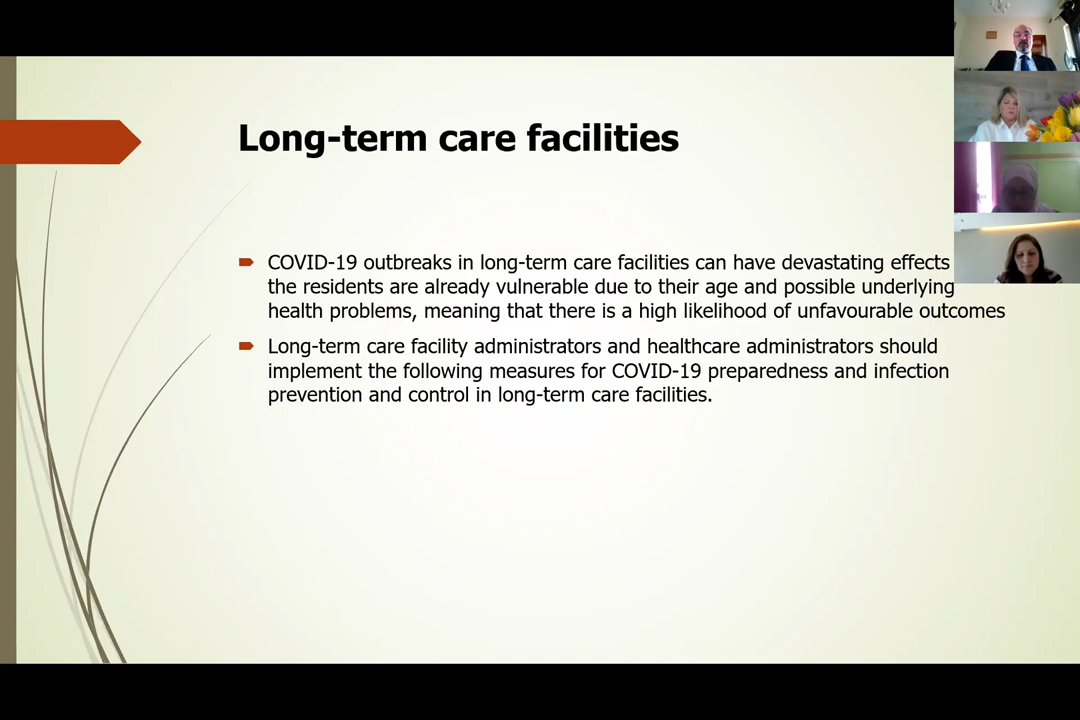 Long-term care facilities
COVID-19 outbreaks in long-term care facilities can have devastating effects
the residents are already vulnerable due to their age and possible underlying
health problems, meaning that there is a high likelihood of unfavourable outcomes
Long-term care facility administrators and healthcare administrators should
implement the following measures for COVID-19 preparedness and infection
prevention and control in long-term care facilities.